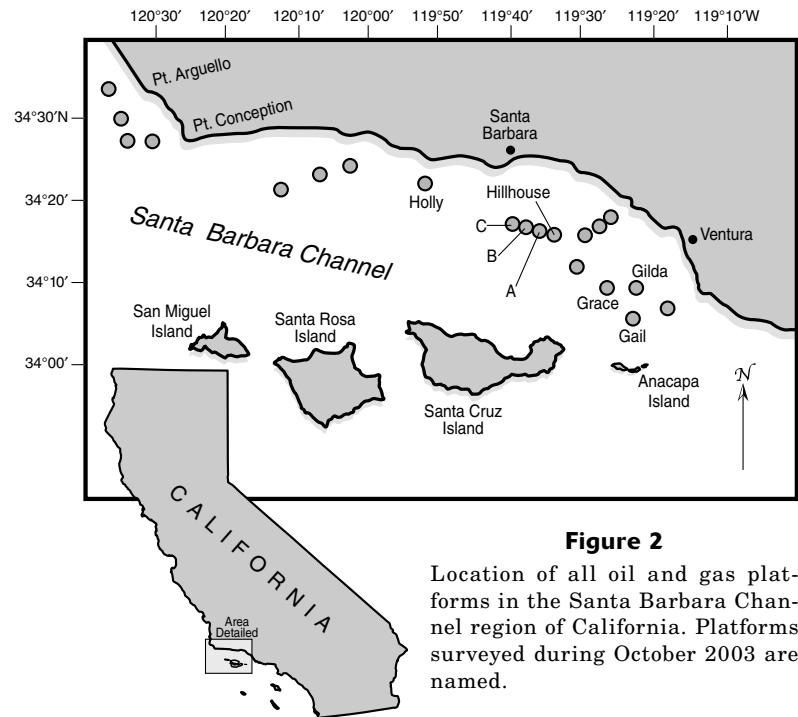 120°30′ 120°20′ 120°00′ 119°50′ 119°40′ 119°30′ 119°20′ 119°10′
Pt. Arguello
34°30′N
Pt. Conception
Santa
Barbara
34°20′
Holly
Hillhouse
Santa Barbara Channel
C
B
A
Ventura
34°10′
Grace
Gilda
Gail
San Miguel
Island
Santa Rosa
Island
34°00′
Santa Cruz
Island
Anacapa
Island
N
CALIFORNIA
Area
Detailed
Figure 2
Location of all oil and gas plat-
forms in the Santa Barbara Chan-
nel region of California. Platforms
surveyed during October 2003 are
named.